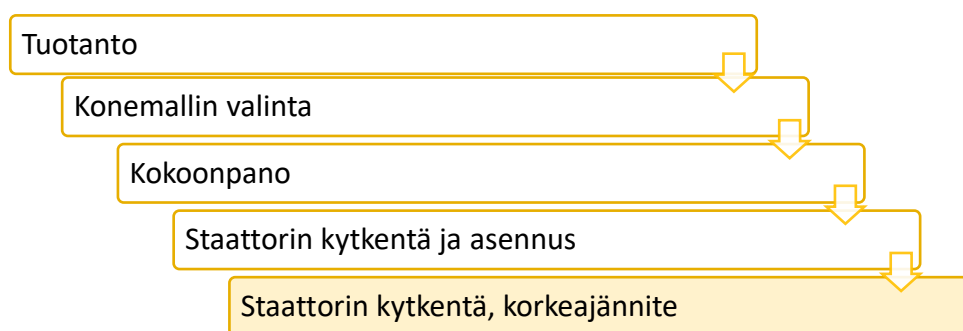 Tuotanto
Konemallin valinta
Kokoonpano
Staattorin kytkentä ja asennus
Staattorin kytkentä, korkeajännite